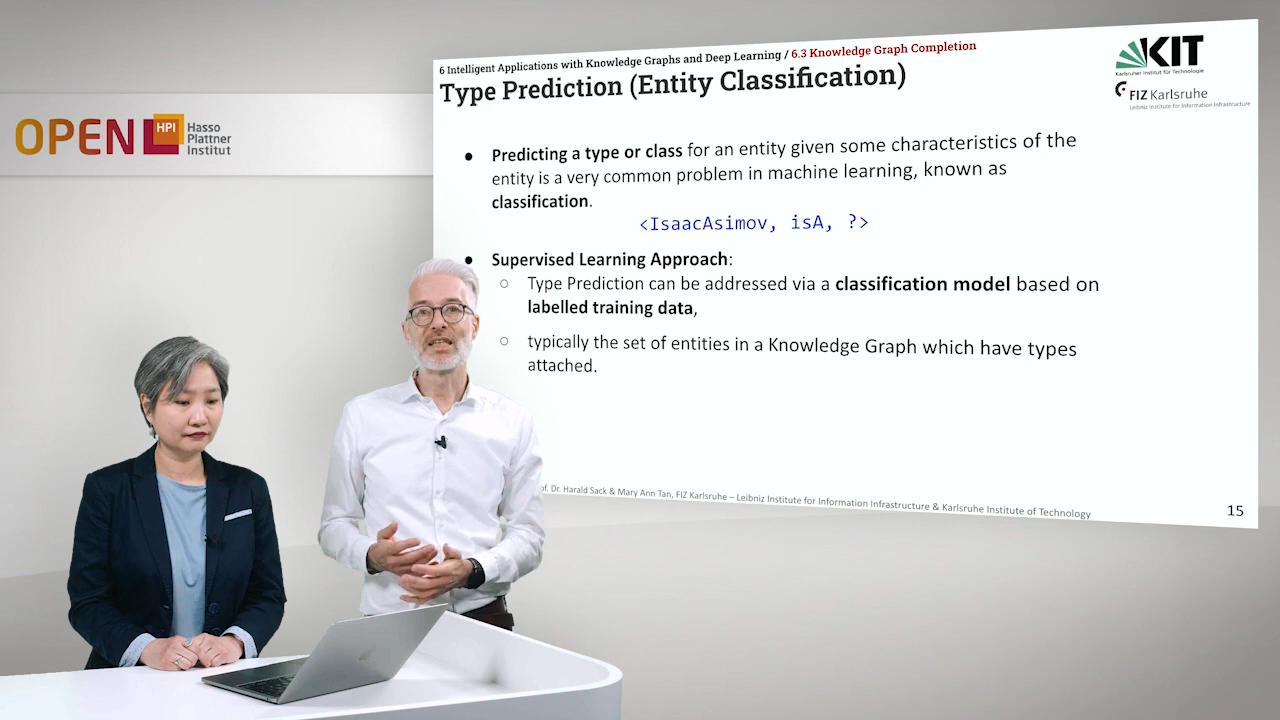 OPEN HPI Hasso
Plattner
Institut
6 Intelligent Applications with Knowledge Graphs and Deep Learning / 6.3 Knowledge Graph Completion
Type Prediction (Entity Classification)
KIT
Karlsruher Institut für Technologie
FIZ Karlsruhe
Leibniz Institute for Information Infrastructure
● Predicting a type or class for an entity given some characteristics of the
entity is a very common problem in machine learning, known as
classification.
<IsaacAsimov, isA, ?>
● Supervised Learning Approach:
○ Type Prediction can be addressed via a classification model based on
labelled training data,
○ typically the set of entities in a Knowledge Graph which have types
attached.
Dr. Harald Sack & Mary Ann Tan, FIZ Karlsruhe – Leibniz Institute for Information Infrastructure & Karlsruhe Institute of Technology
15